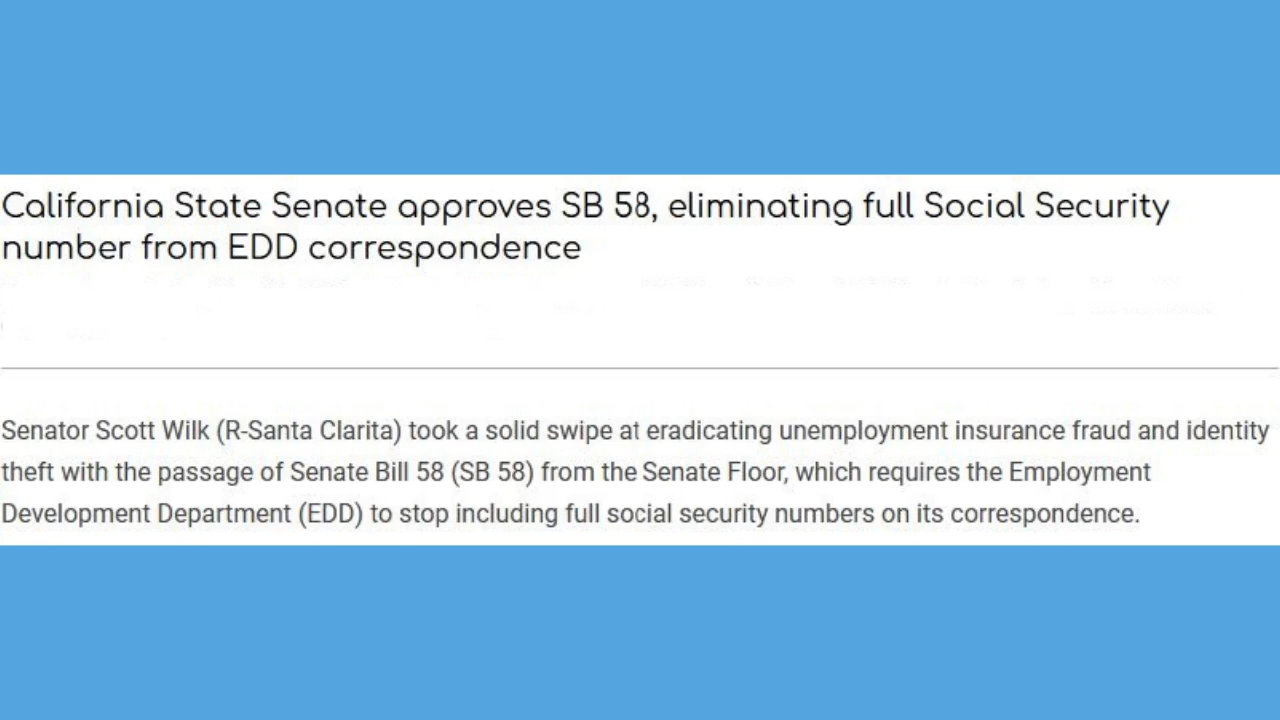 California State Senate approves SB 58, eliminating full Social Security
number from EDD correspondence
Senator Scott Wilk (R-Santa Clarita) took a solid swipe at eradicating unemployment insurance fraud and identity
theft with the passage of Senate Bill 58 (SB 58) from the Senate Floor, which requires the Employment
Development Department (EDD) to stop including full social security numbers on its correspondence.